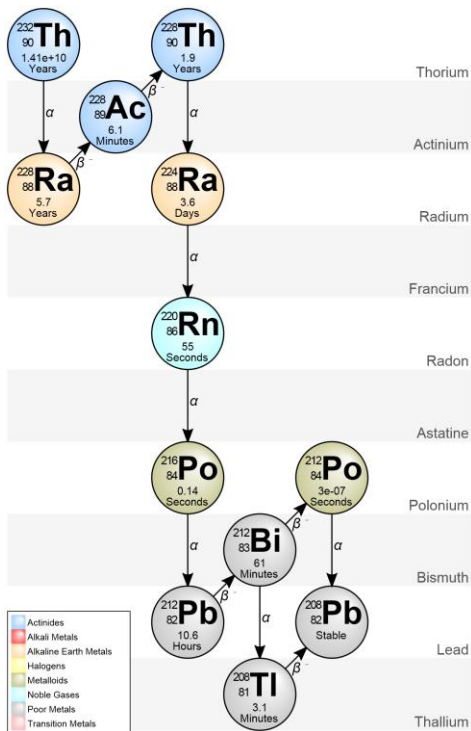 232
90 Th
1.41e+10
Years
228
90 Th
1.9
Years
Thorium
α
β⁻
228
89 Ac
6.1
Minutes
β⁻
Actinium
228
88 Ra
5.7
Years
224
88 Ra
3.6
Days
Radium
α
Francium
220
86 Rn
55
Seconds
Radon
α
Astatine
216
84 Po
0.14
Seconds
212
84 Po
3e-07
Seconds
Polonium
α
β⁻
212
83 Bi
61
Minutes
β⁻
α
Bismuth
212
82 Pb
10.6
Hours
α
208
82 Pb
Stable
Lead
β⁻
208
81 Tl
3.1
Minutes
Thallium
Actinides
Alkali Metals
Alkaline Earth Metals
Halogens
Metalloids
Noble Gases
Poor Metals
Transition Metals